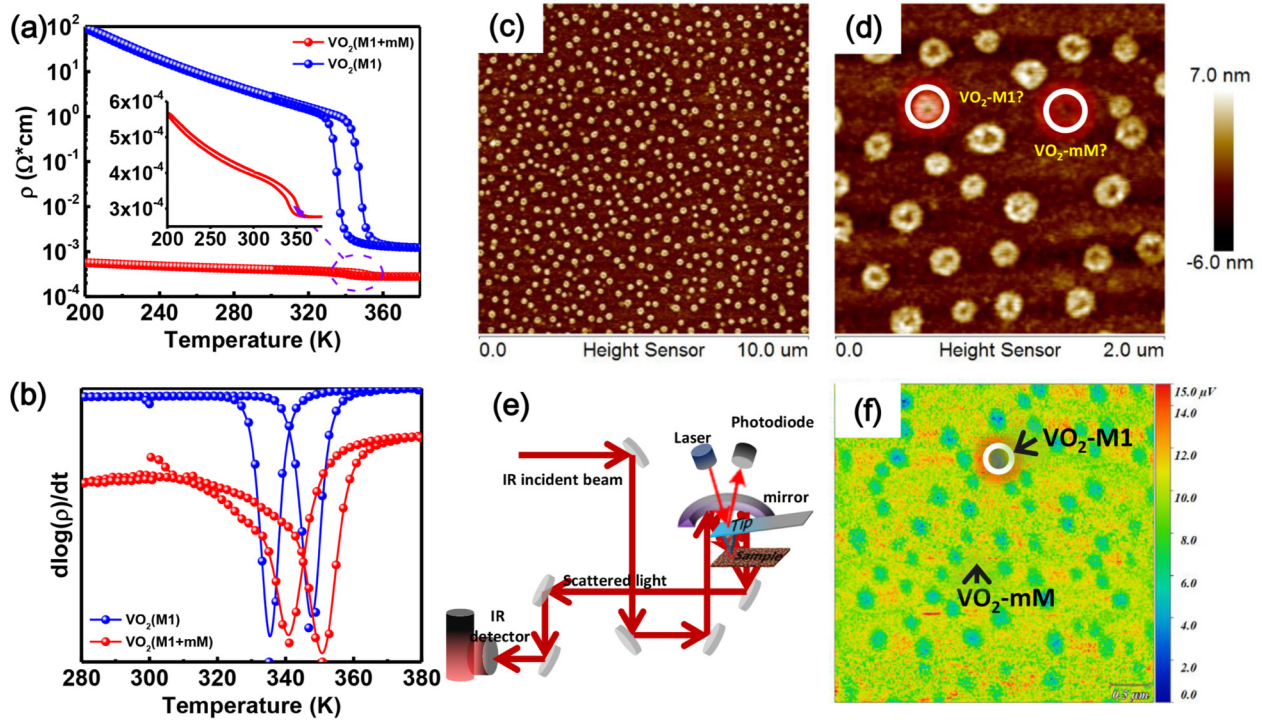 (a)
10²
10¹
10⁰
10⁻¹
10⁻²
10⁻³
10⁻⁴
ρ (Ω*cm)
VO₂(M1+mM)
VO₂(M1)
6x10⁻⁴
5x10⁻⁴
4x10⁻⁴
3x10⁻⁴
200 250 300 350
200 240 280 320 360
Temperature (K)
(b)
dlog(ρ)/dt
VO₂(M1)
VO₂(M1+mM)
280 300 320 340 360 380
Temperature (K)
(c)
0.0 Height Sensor 10.0 um
(d)
VO₂-M1?
VO₂-mM?
0.0 Height Sensor 2.0 um
7.0 nm
-6.0 nm
(e)
Laser
Photodiode
IR incident beam
mirror
Tip
Sample
Scattered light
IR
detector
(f)
VO₂-M1
VO₂-mM
0.5 μm
15.0 μV
14.0
12.0
10.0
8.0
6.0
4.0
2.0
0.0